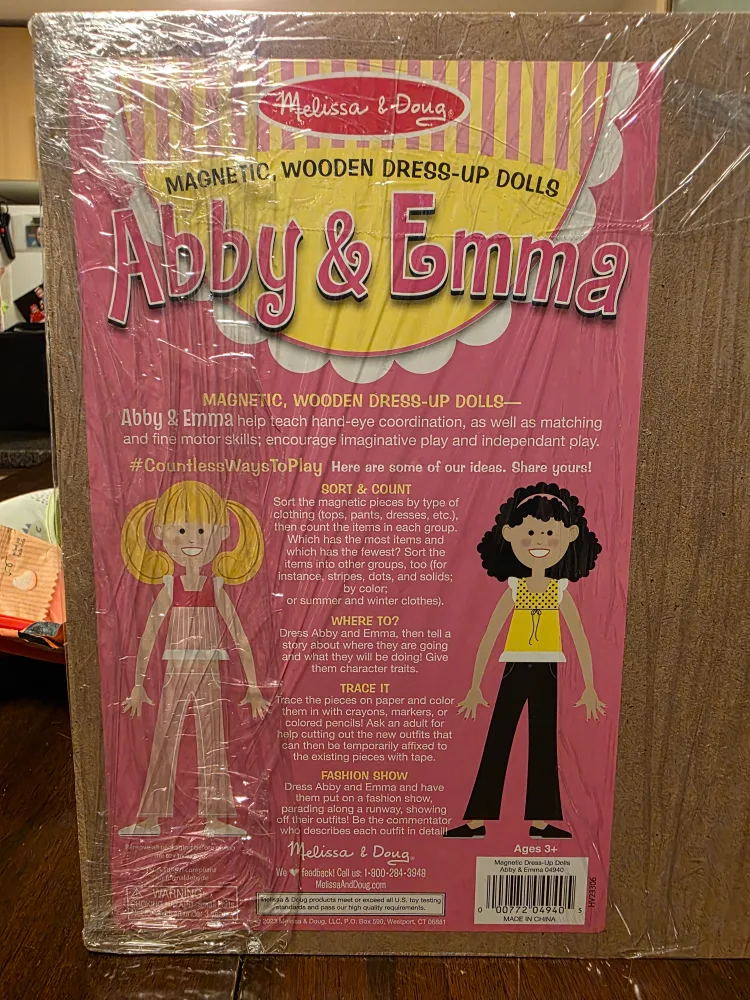 Melissa & Doug®
MAGNETIC, WOODEN DRESS-UP DOLLS
Abby & Emma
MAGNETIC, WOODEN DRESS-UP DOLLS—
Abby & Emma help teach hand-eye coordination, as well as matching
and fine motor skills; encourage imaginative play and independant play.
#CountlessWaysToPlay Here are some of our ideas. Share yours!
SORT & COUNT
Sort the magnetic pieces by type of
clothing (tops, pants, dresses, etc.),
then count the items in each group.
Which has the most items and
which has the fewest? Sort the
items into other groups, too (for
instance, stripes, dots, and solids;
by color;
or summer and winter clothes).
WHERE TO?
Dress Abby and Emma, then tell a
story about where they are going
and what they will be doing! Give
them character traits.
TRACE IT
Trace the pieces on paper and color
them in with crayons, markers, or
colored pencils! Ask an adult for
help cutting out the new outfits that
can then be temporarily affixed to
the existing pieces with tape.
FASHION SHOW
Dress Abby and Emma and have
them put on a fashion show,
parading along a runway, showing
off their outfits! Be the commentator
who describes each outfit in detail!
Melissa & Doug®
We ♥ feedback! Call us: 1-800-284-3948
MelissaAndDoug.com
Melissa & Doug products meet or exceed all U.S. toy testing
standards and pass our high quality requirements.
© 2023 Melissa & Doug, LLC, P.O. Box 590, Westport, CT 06881
WARNING:
Ages 3+
Magnetic Dress-Up Dolls
Abby & Emma 04940
0 00772 04940 5
MADE IN CHINA
HV23306